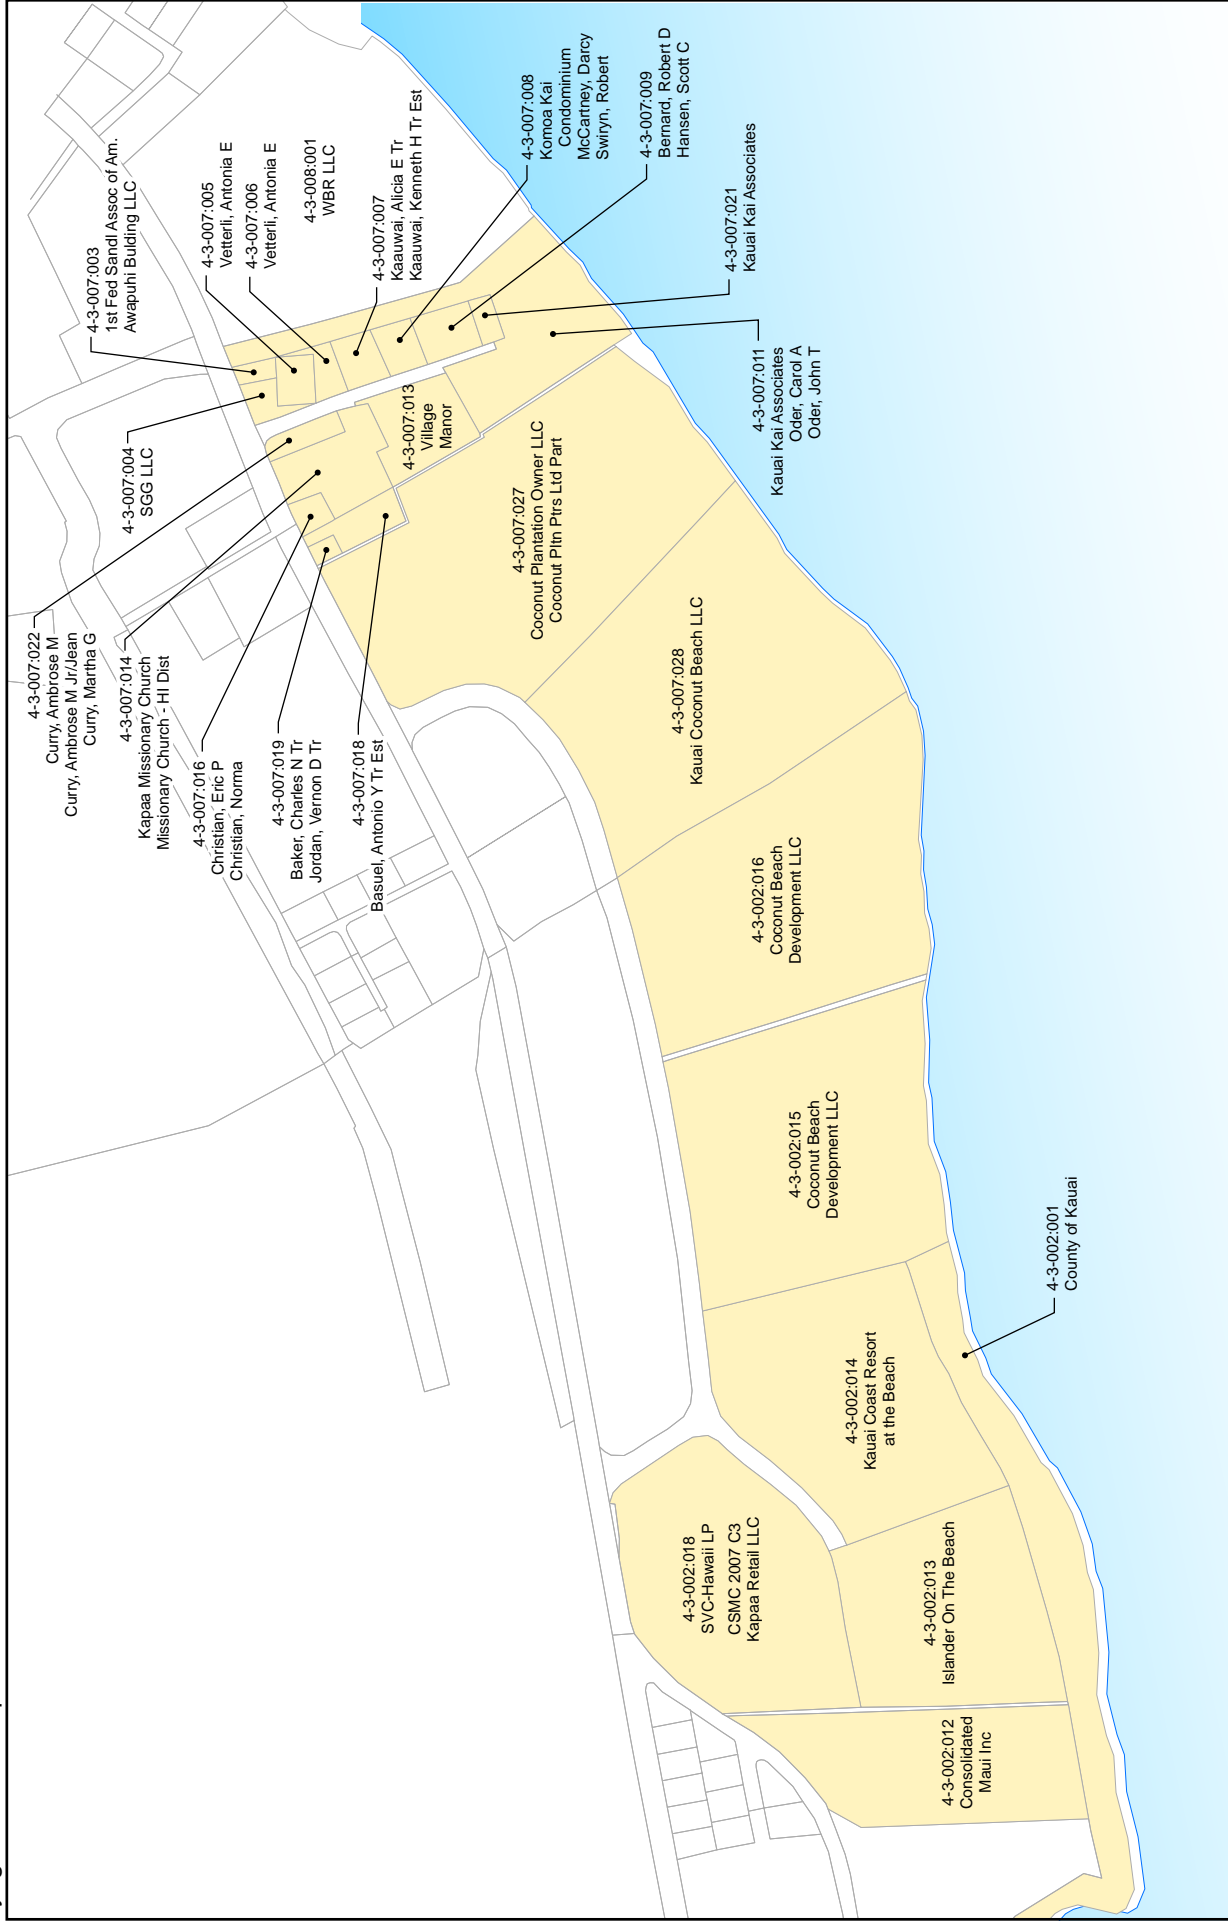 4-3-007:003
1st Fed Sandl Assoc of Am.
Awapuhi Bulding LLC
4-3-007:005
Vetterli, Antonia E
4-3-007:006
Vetterli, Antonia E
4-3-008:001
WBR LLC
4-3-007:007
Kaauwai, Alicia E Tr
Kaauwai, Kenneth H Tr Est
4-3-007:008
Komoa Kai
Condominium
McCartney, Darcy
Swiryn, Robert
4-3-007:009
Bernard, Robert D
Hansen, Scott C
4-3-007:021
Kauai Kai Associates
4-3-007:011
Kauai Kai Associates
Oder, Carol A
Oder, John T
4-3-007:004
SGG LLC
4-3-007:013
Village
Manor
4-3-007:022
Curry, Ambrose M
Curry, Ambrose M Jr/Jean
Curry, Martha G
4-3-007:014
Kapaa Missionary Church
Missionary Church - HI Dist
4-3-007:016
Christian, Eric P
Christian, Norma
4-3-007:019
Baker, Charles N Tr
Jordan, Vernon D Tr
4-3-007:018
Basuel, Antonio Y Tr Est
4-3-007:027
Coconut Plantation Owner LLC
Coconut Pltn Ptrs Ltd Part
4-3-007:028
Kauai Coconut Beach LLC
4-3-002:016
Coconut Beach
Development LLC
4-3-002:015
Coconut Beach
Development LLC
4-3-002:001
County of Kauai
4-3-002:014
Kauai Coast Resort
at the Beach
4-3-002:018
SVC-Hawaii LP
CSMC 2007 C3
Kapaa Retail LLC
4-3-002:013
Islander On The Beach
4-3-002:012
Consolidated
Maui Inc